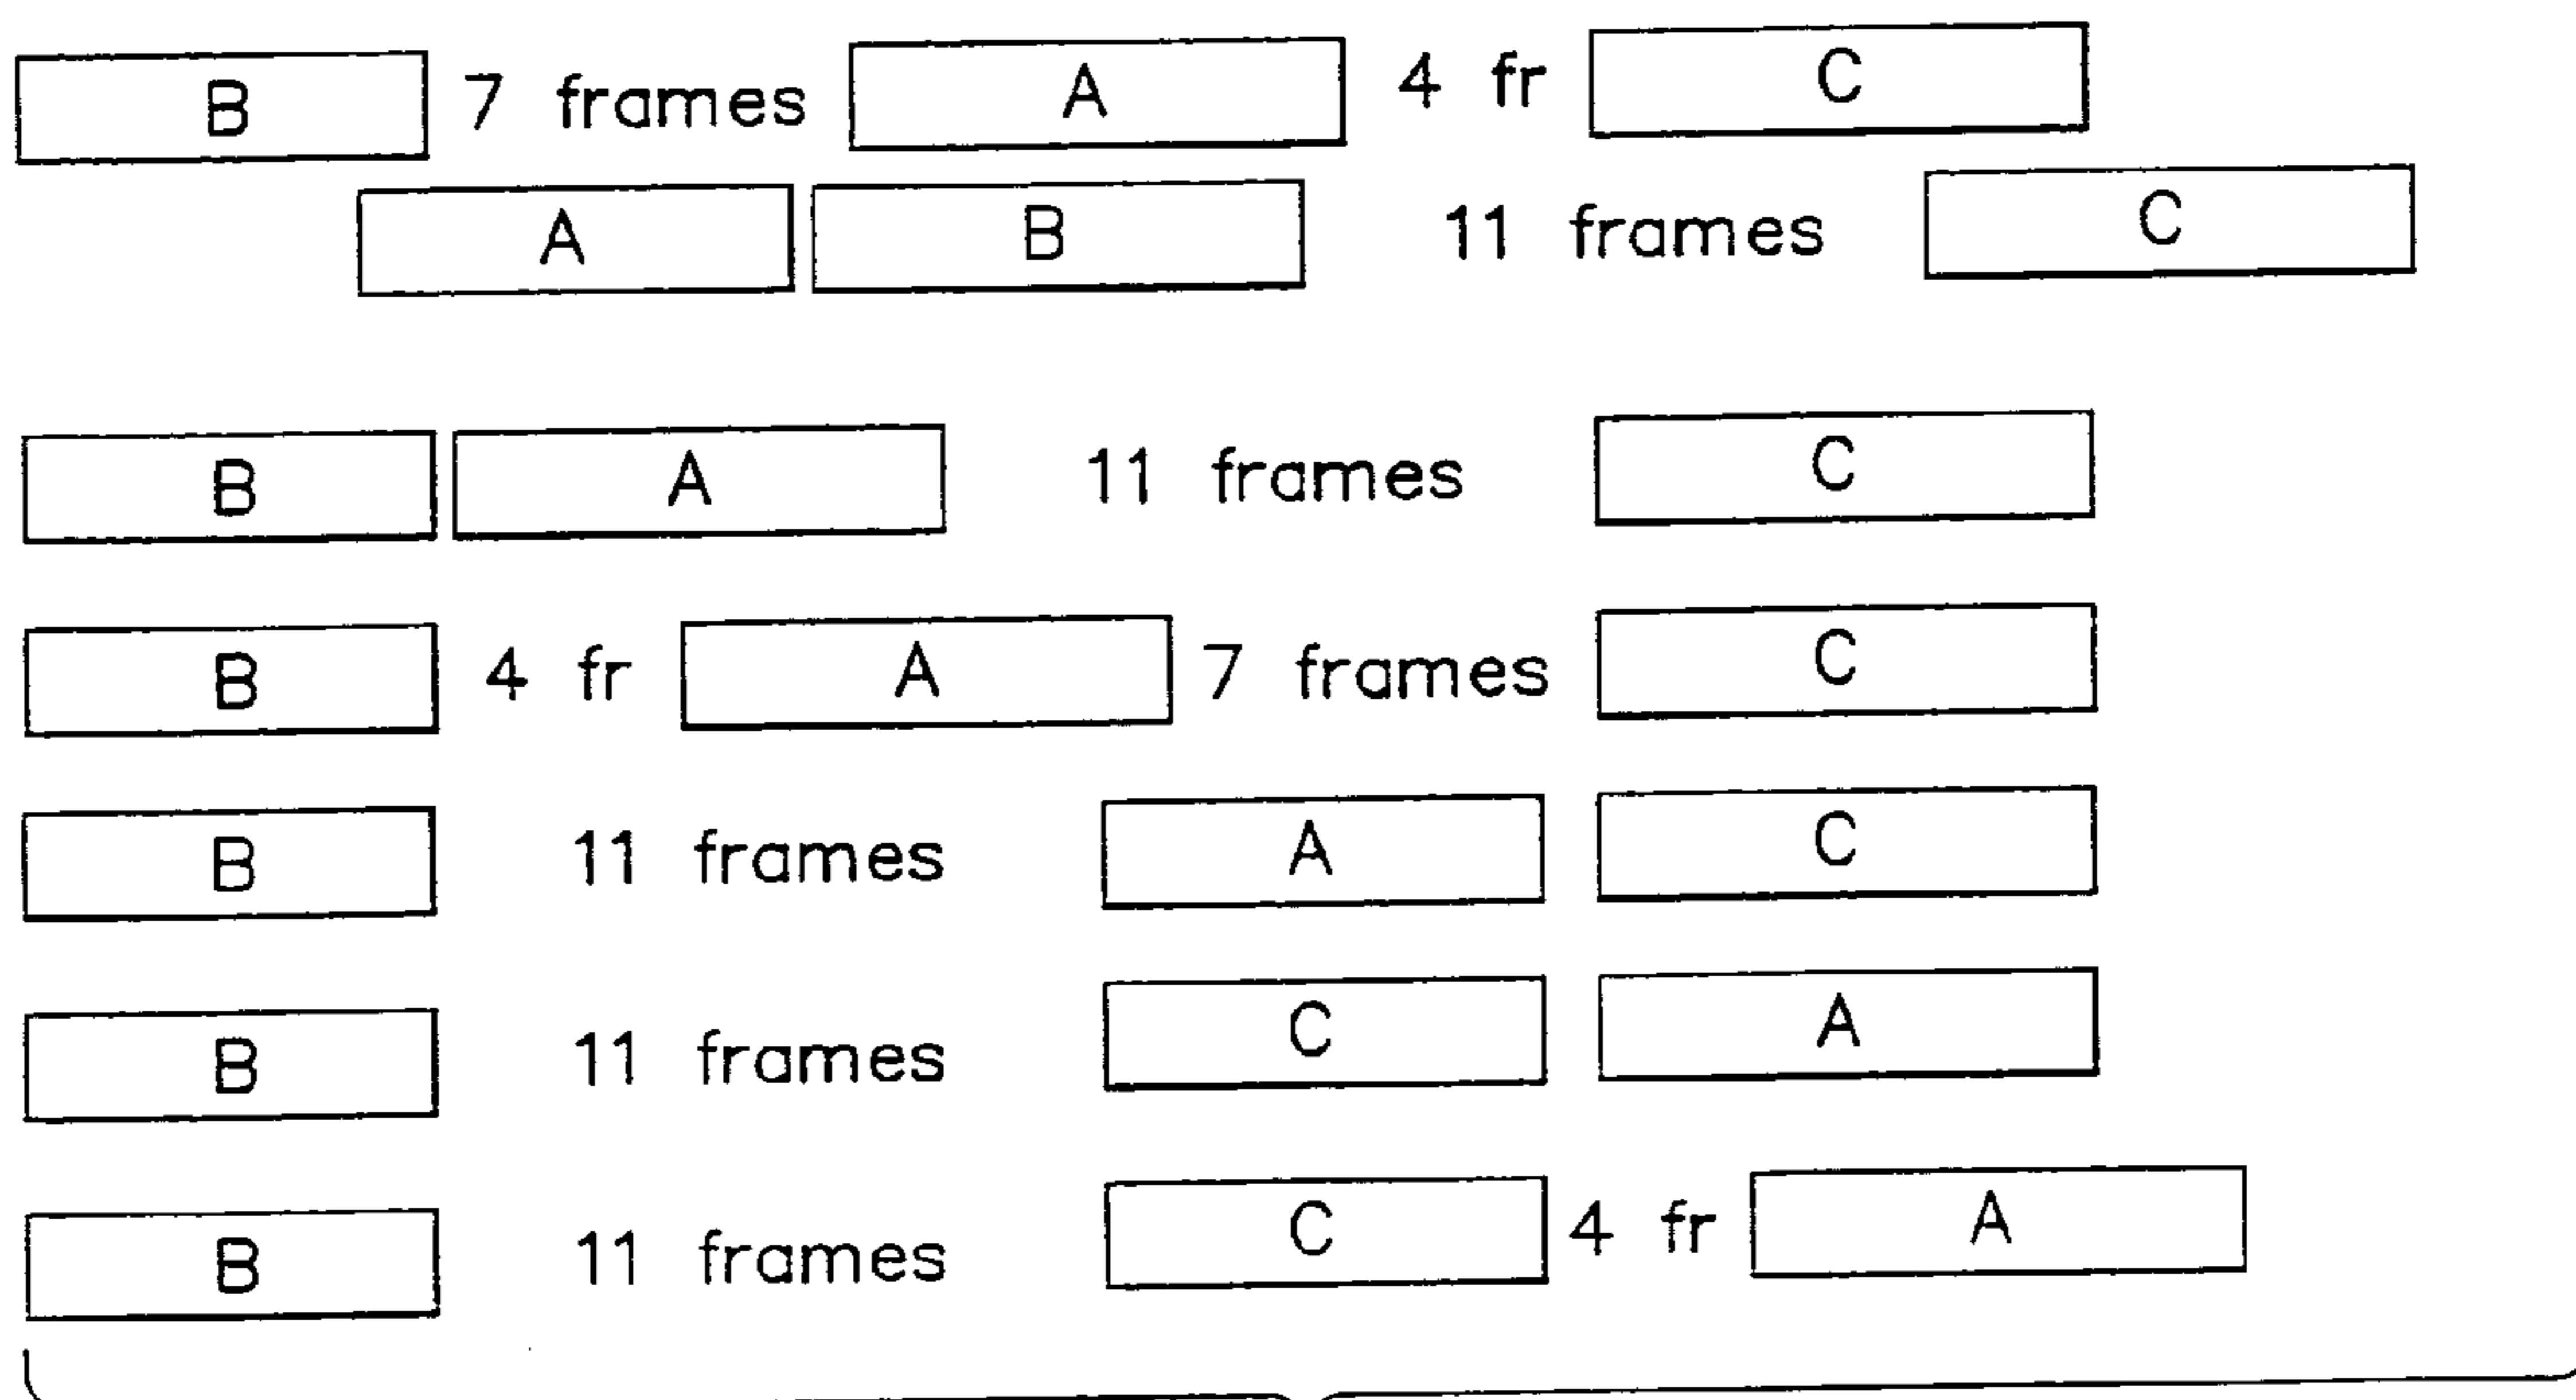 B 7 frames A 4 fr C
A B 11 frames C
B A 11 frames C
B 4 fr A 7 frames C
B 11 frames A C
B 11 frames C A
B 11 frames C 4 fr A